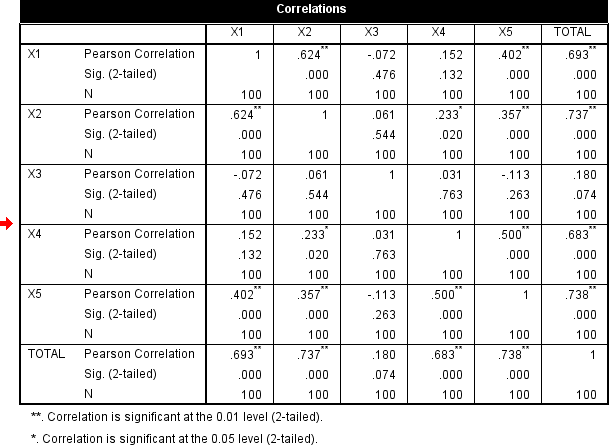 Correlations
X1 X2 X3 X4 X5 TOTAL
X1 Pearson Correlation 1 .624** -.072 .152 .402** .693**
Sig. (2-tailed) .000 .476 .132 .000 .000
N 100 100 100 100 100 100
X2 Pearson Correlation .624** 1 .061 .233* .357** .737**
Sig. (2-tailed) .000 .544 .020 .000 .000
N 100 100 100 100 100 100
X3 Pearson Correlation -.072 .061 1 .031 -.113 .180
Sig. (2-tailed) .476 .544 .763 .263 .074
N 100 100 100 100 100 100
X4 Pearson Correlation .152 .233* .031 1 .500** .683**
Sig. (2-tailed) .132 .020 .763 .000 .000
N 100 100 100 100 100 100
X5 Pearson Correlation .402** .357** -.113 .500** 1 .738**
Sig. (2-tailed) .000 .000 .263 .000 .000
N 100 100 100 100 100 100
TOTAL Pearson Correlation .693** .737** .180 .683** .738** 1
Sig. (2-tailed) .000 .000 .074 .000 .000
N 100 100 100 100 100 100
**. Correlation is significant at the 0.01 level (2-tailed).
*. Correlation is significant at the 0.05 level (2-tailed).